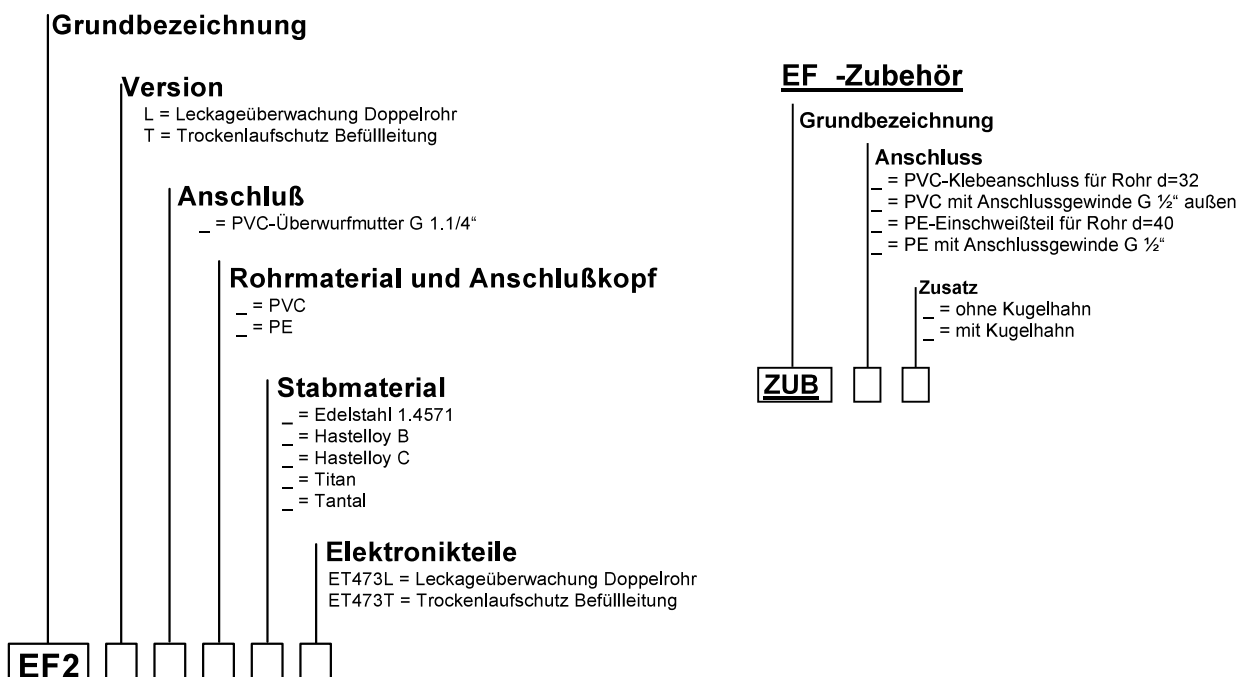 Grundbezeichnung
Version
L = Leckageüberwachung Doppelrohr
T = Trockenlaufschutz Befüllleitung
Anschluß
_ = PVC-Überwurfmutter G 1.1/4“
Rohrmaterial und Anschlußkopf
_ = PVC
_ = PE
Stabmaterial
_ = Edelstahl 1.4571
_ = Hastelloy B
_ = Hastelloy C
_ = Titan
_ = Tantal
Elektronikteile
ET473L = Leckageüberwachung Doppelrohr
ET473T = Trockenlaufschutz Befüllleitung
EF2
EF -Zubehör
Grundbezeichnung
Anschluss
_ = PVC-Klebeanschluss für Rohr d=32
_ = PVC mit Anschlussgewinde G ½“ außen
_ = PE-Einschweißteil für Rohr d=40
_ = PE mit Anschlussgewinde G ½“
Zusatz
_ = ohne Kugelhahn
_ = mit Kugelhahn
ZUB